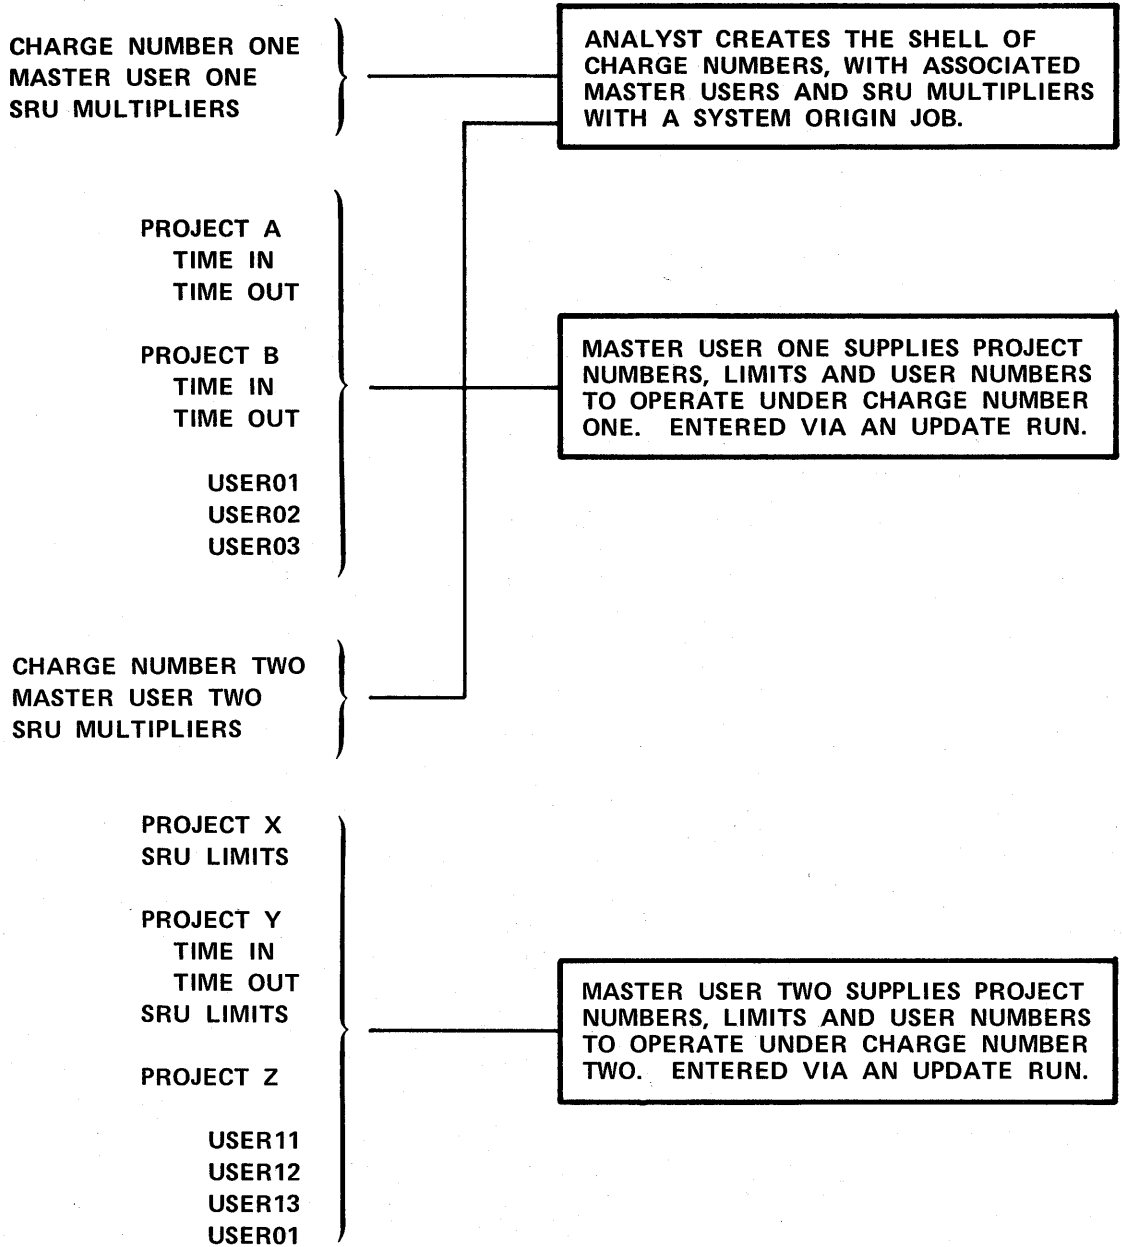 CHARGE NUMBER ONE
MASTER USER ONE
SRU MULTIPLIERS
ANALYST CREATES THE SHELL OF
CHARGE NUMBERS, WITH ASSOCIATED
MASTER USERS AND SRU MULTIPLIERS
WITH A SYSTEM ORIGIN JOB.
PROJECT A
TIME IN
TIME OUT
PROJECT B
TIME IN
TIME OUT
USER01
USER02
USER03
MASTER USER ONE SUPPLIES PROJECT
NUMBERS, LIMITS AND USER NUMBERS
TO OPERATE UNDER CHARGE NUMBER
ONE. ENTERED VIA AN UPDATE RUN.
CHARGE NUMBER TWO
MASTER USER TWO
SRU MULTIPLIERS
PROJECT X
SRU LIMITS
PROJECT Y
TIME IN
TIME OUT
SRU LIMITS
PROJECT Z
USER11
USER12
USER13
USER01
MASTER USER TWO SUPPLIES PROJECT
NUMBERS, LIMITS AND USER NUMBERS
TO OPERATE UNDER CHARGE NUMBER
TWO. ENTERED VIA AN UPDATE RUN.